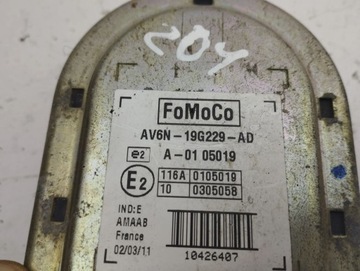 204
FoMoCo
AV6N-19G229-AD
e2 A-01 05019
E2 116A 0105019
10 0305058
IND:E
AMAAB
France
02/03/11
10426407